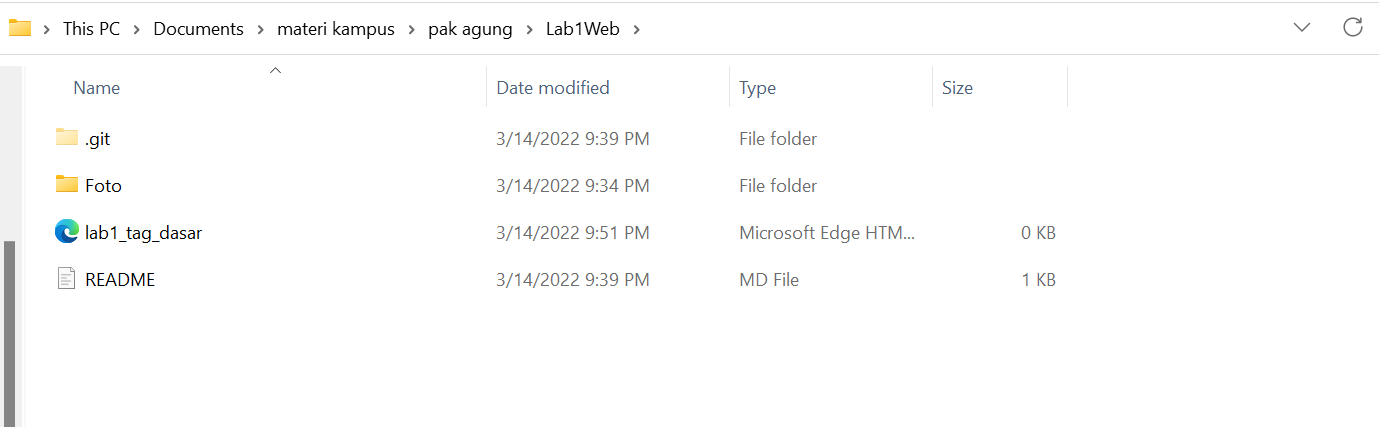 This PC > Documents > materi kampus > pak agung > Lab1Web >
Name Date modified Type Size
.git 3/14/2022 9:39 PM File folder
Foto 3/14/2022 9:34 PM File folder
lab1_tag_dasar 3/14/2022 9:51 PM Microsoft Edge HTM... 0 KB
README 3/14/2022 9:39 PM MD File 1 KB